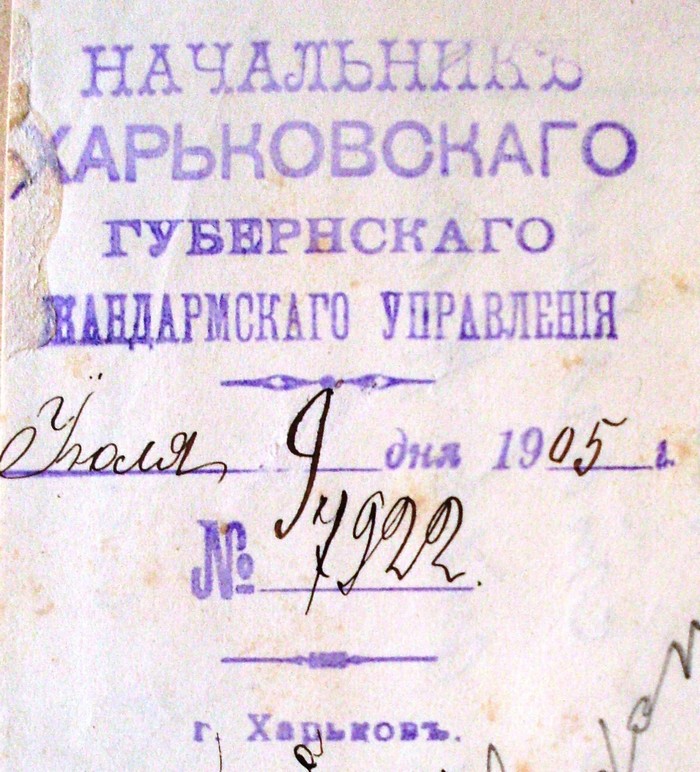 НАЧАЛЬНИКЪ
ХАРЬКОВСКАГО
ГУБЕРНСКАГО
ЖАНДАРМСКАГО УПРАВЛЕНІЯ
Іюля 9 дня 1905 г.
№ 7922.
г. Харьковъ.